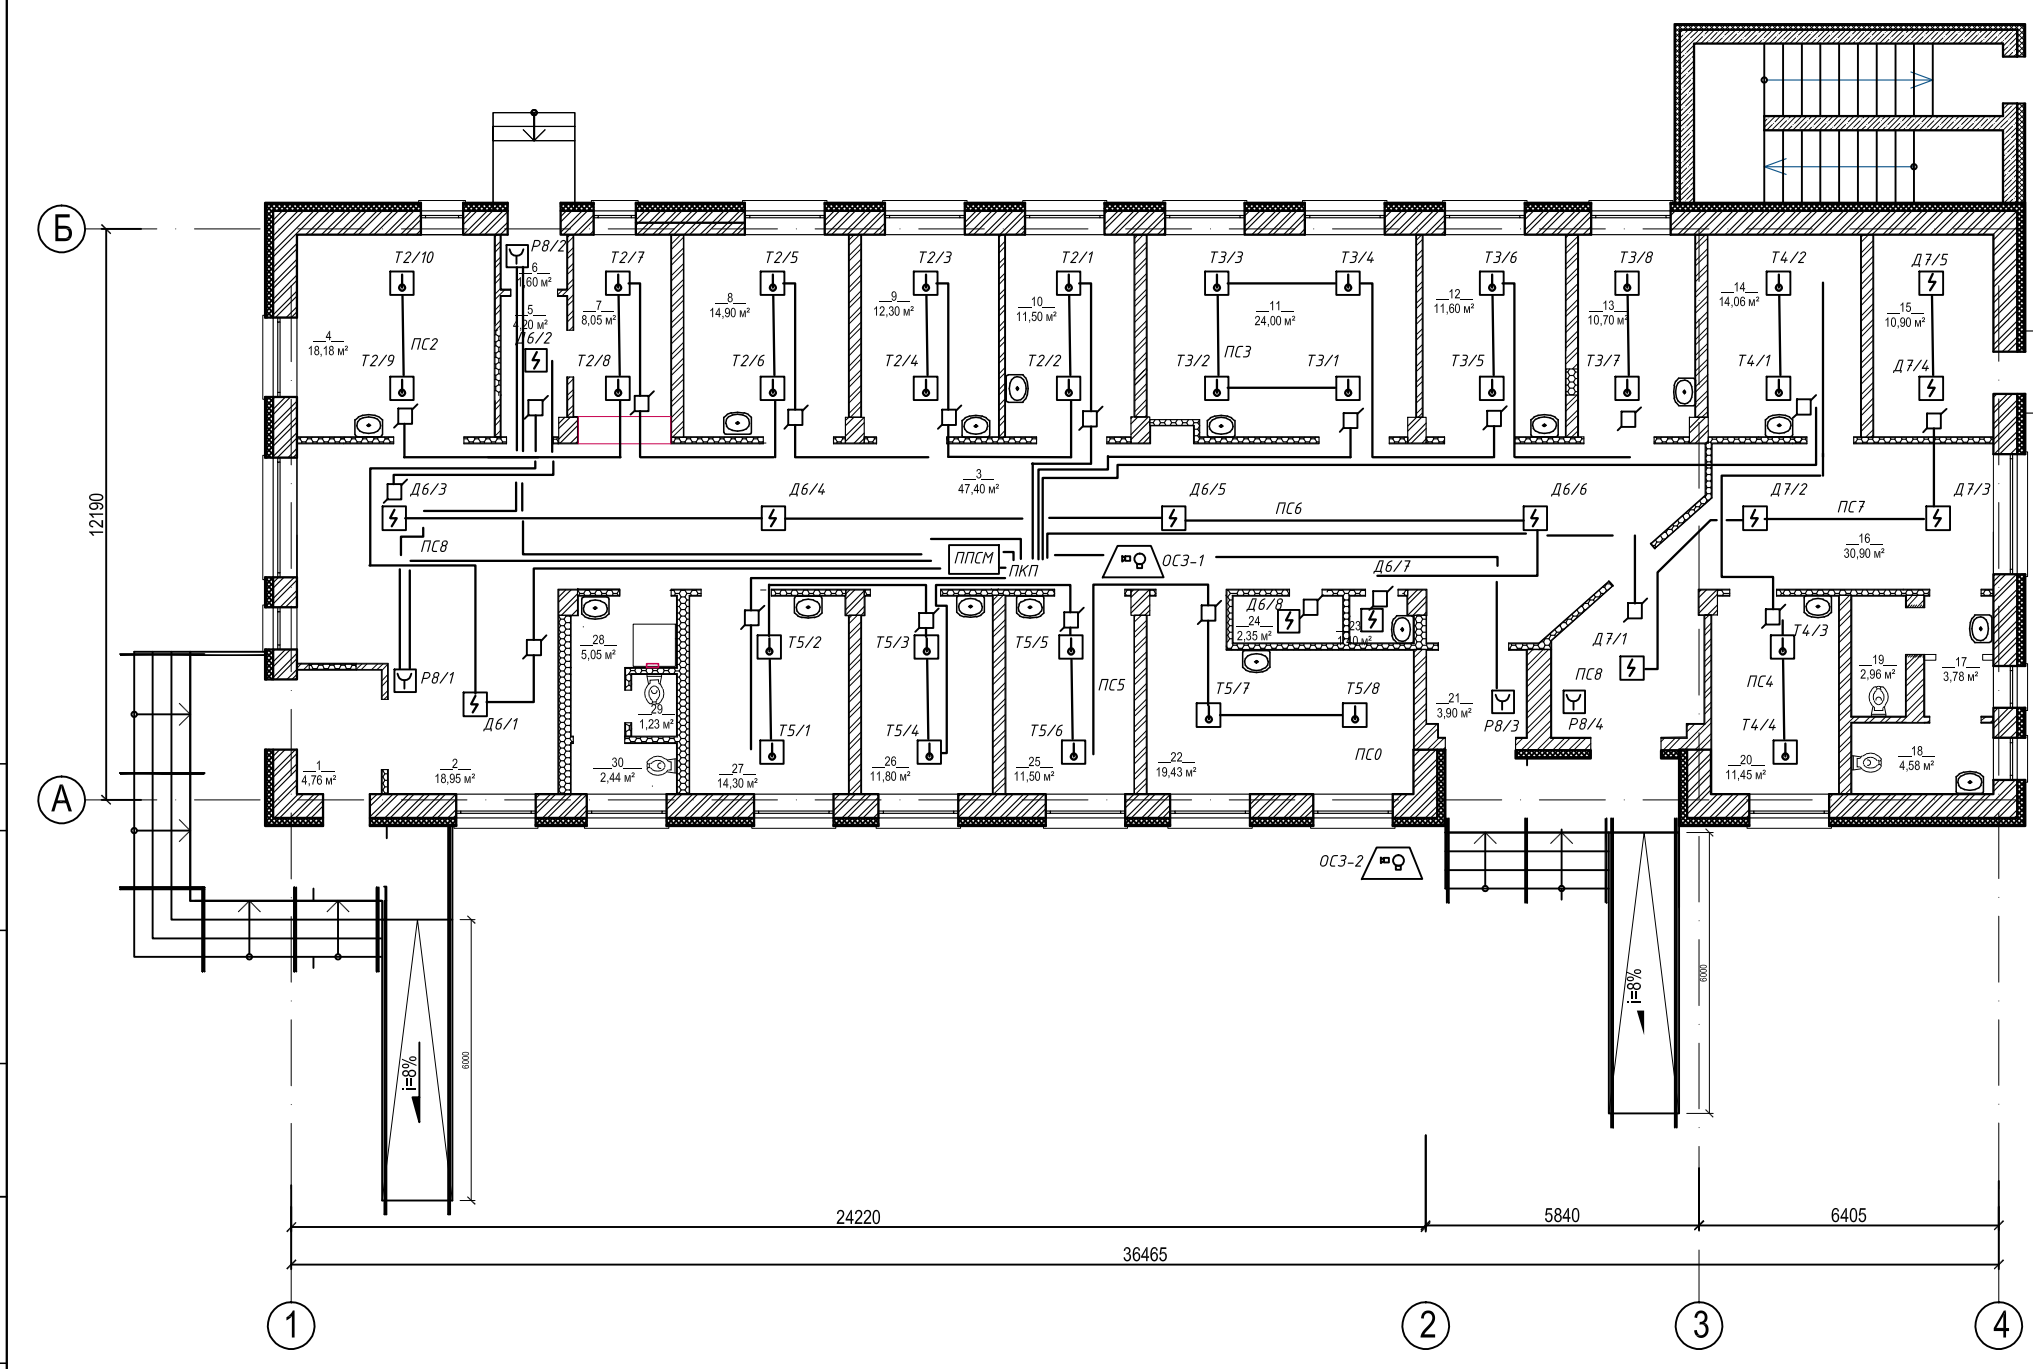 Б
Т2/10
Р8/2
6
1,60 м²
Т2/7
Т2/5
Т2/3
Т2/1
Т3/3
Т3/4
Т3/6
Т3/8
Т4/2
Д7/5
4
18,18 м²
ПС2
5
4,20 м²
7
8,05 м²
8
14,90 м²
9
12,30 м²
10
11,50 м²
11
24,00 м²
12
11,60 м²
13
10,70 м²
14
14,06 м²
15
10,90 м²
Т2/9
Д6/2
Т2/8
Т2/6
Т2/4
Т2/2
Т3/2
ПС3
Т3/1
Т3/5
Т3/7
Т4/1
Д7/4
12190
Д6/3
Д6/4
3
47,40 м²
Д6/5
ПС6
Д6/6
Д7/2
ПС7
Д7/3
ПС8
ППСМ
ПКП
ОС3-1
Д6/7
16
30,90 м²
Д6/8
24
2,35 м²
23
1,40 м²
28
5,05 м²
Т5/2
Т5/3
Т5/5
Д7/1
Т4/3
19
2,96 м²
17
3,78 м²
Р8/1
Д6/1
29
1,23 м²
ПС5
Т5/7
Т5/8
21
3,90 м²
ПС8
ПС4
Р8/3
Р8/4
Т5/1
Т5/4
Т5/6
Т4/4
А
1
4,76 м²
2
18,95 м²
30
2,44 м²
27
14,30 м²
26
11,80 м²
25
11,50 м²
22
19,43 м²
ПС0
20
11,45 м²
18
4,58 м²
ОС3-2
i=8%
6000
i=8%
6000
24220
5840
6405
36465
1
2
3
4